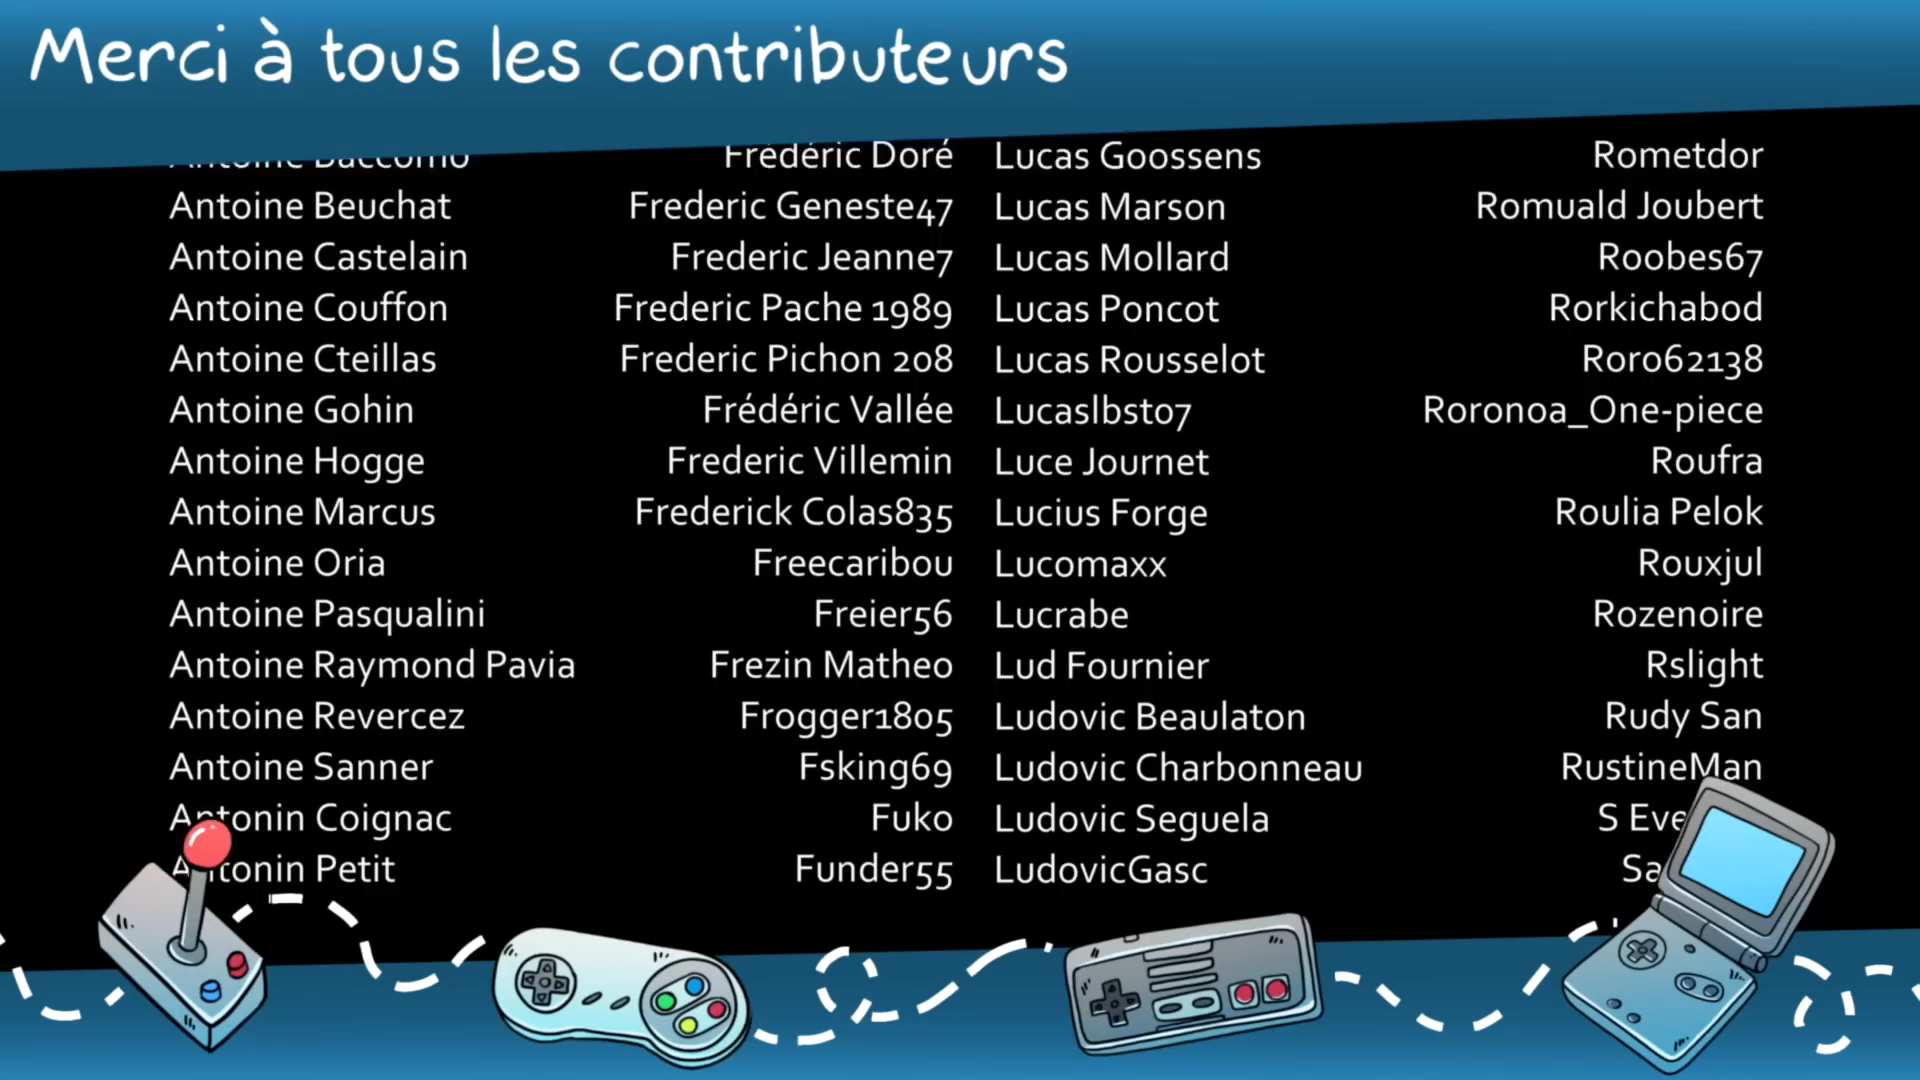 Merci à tous les contributeurs
Antoine Baccomo
Antoine Beuchat
Antoine Castelain
Antoine Couffon
Antoine Cteillas
Antoine Gohin
Antoine Hogge
Antoine Marcus
Antoine Oria
Antoine Pasqualini
Antoine Raymond Pavia
Antoine Revercez
Antoine Sanner
Antonin Coignac
Antonin Petit
Frédéric Doré
Frederic Geneste47
Frederic Jeanne7
Frederic Pache 1989
Frederic Pichon 208
Frédéric Vallée
Frederic Villemin
Frederick Colas835
Freecaribou
Freier56
Frezin Matheo
Frogger1805
Fsking69
Fuko
Funder55
Lucas Goossens
Lucas Marson
Lucas Mollard
Lucas Poncot
Lucas Rousselot
Lucaslbst07
Luce Journet
Lucius Forge
Lucomaxx
Lucrabe
Lud Fournier
Ludovic Beaulaton
Ludovic Charbonneau
Ludovic Seguela
LudovicGasc
Rometdor
Romuald Joubert
Roobes67
Rorkichabod
Roro62138
Roronoa_One-piece
Roufra
Roulia Pelok
Rouxjul
Rozenoire
Rslight
Rudy San
RustineMan
S